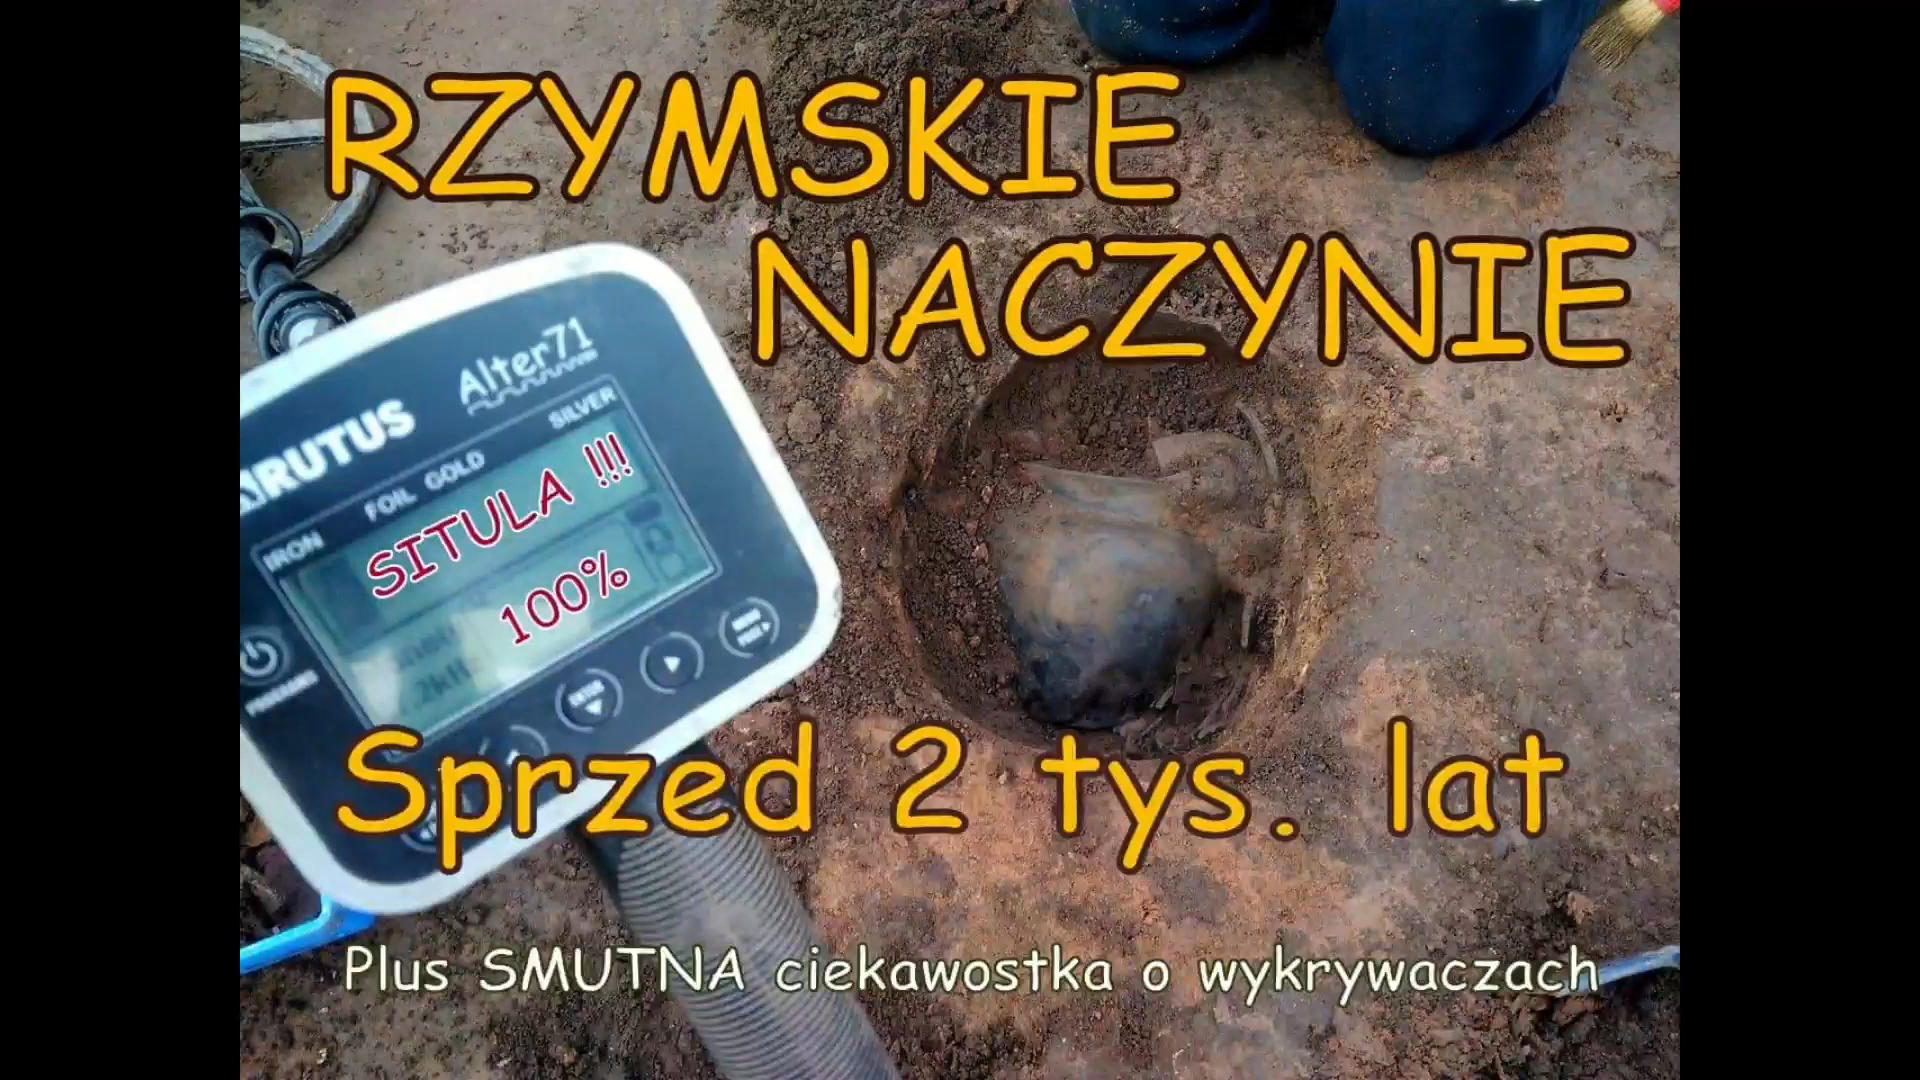 RZYMSKIE
NACZYNIE
Alter71
RUTUS
IRON FOIL GOLD SILVER
SITULA !!!
100%
Sprzed 2 tys. lat
Plus SMUTNA ciekawostka o wykrywaczach